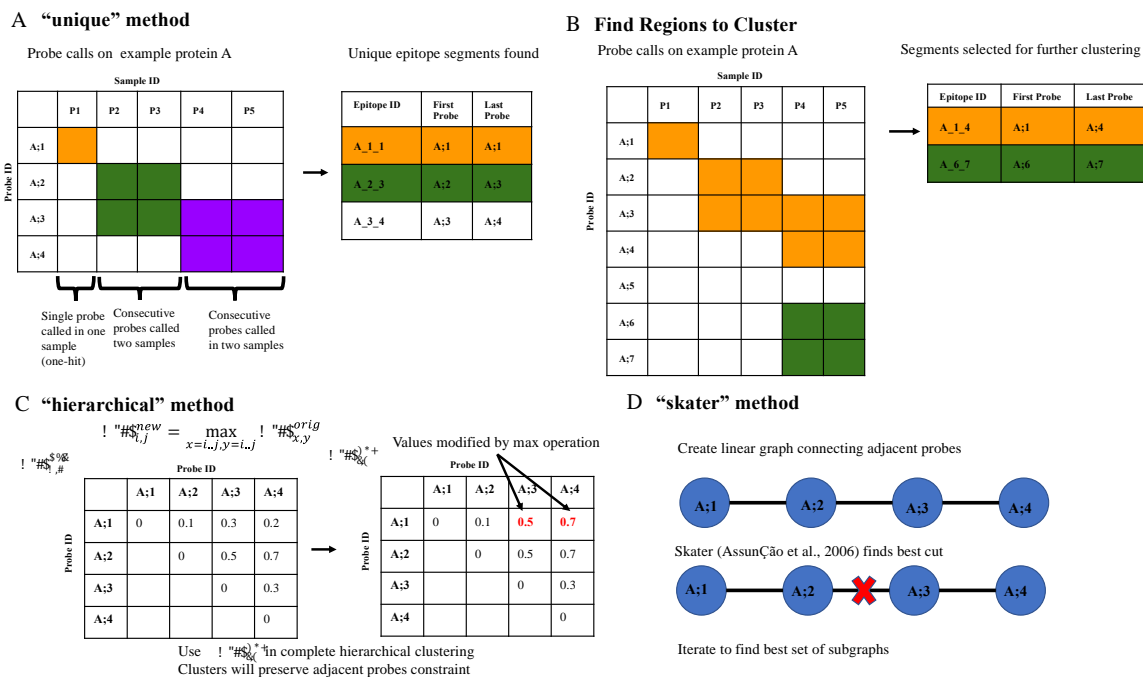 A "unique" method
Probe calls on example protein A
Sample ID
P1 P2 P3 P4 P5
Probe ID
A;1
A;2
A;3
A;4
Single probe
called in one
sample
(one-hit)
Consecutive
probes called
two samples
Consecutive
probes called
in two samples
Unique epitope segments found
Epitope ID First Probe Last Probe
A_1_1 A;1 A;1
A_2_3 A;2 A;3
A_3_4 A;3 A;4
B Find Regions to Cluster
Probe calls on example protein A
Sample ID
P1 P2 P3 P4 P5
Probe ID
A;1
A;2
A;3
A;4
A;6
A;7
Segments selected for further clustering
Epitope ID First Probe Last Probe
A_1_4 A;1 A;4
A_6_7 A;6 A;7
C "hierarchical" method
! "#$ new i,j = max x=i..j,y=i..j ! "#$ orig x,y
Values modified by max operation
Probe ID
A;1 A;2 A;3 A;4
Probe ID
A;1 0 0.1 0.3 0.2
A;2 0 0.5 0.7
A;3 0 0.3
A;4 0
Probe ID
A;1 A;2 A;3 A;4
Probe ID
A;1 0 0.1 0.5 0.7
A;2 0 0.5 0.7
A;3 0 0.3
A;4 0
Use in complete hierarchical clustering
Clusters will preserve adjacent probes constraint
D "skater" method
Create linear graph connecting adjacent probes
A;1 A;2 A;3 A;4
Skater (AssunÇão et al., 2006) finds best cut
A;1 A;2 A;3 A;4
Iterate to find best set of subgraphs